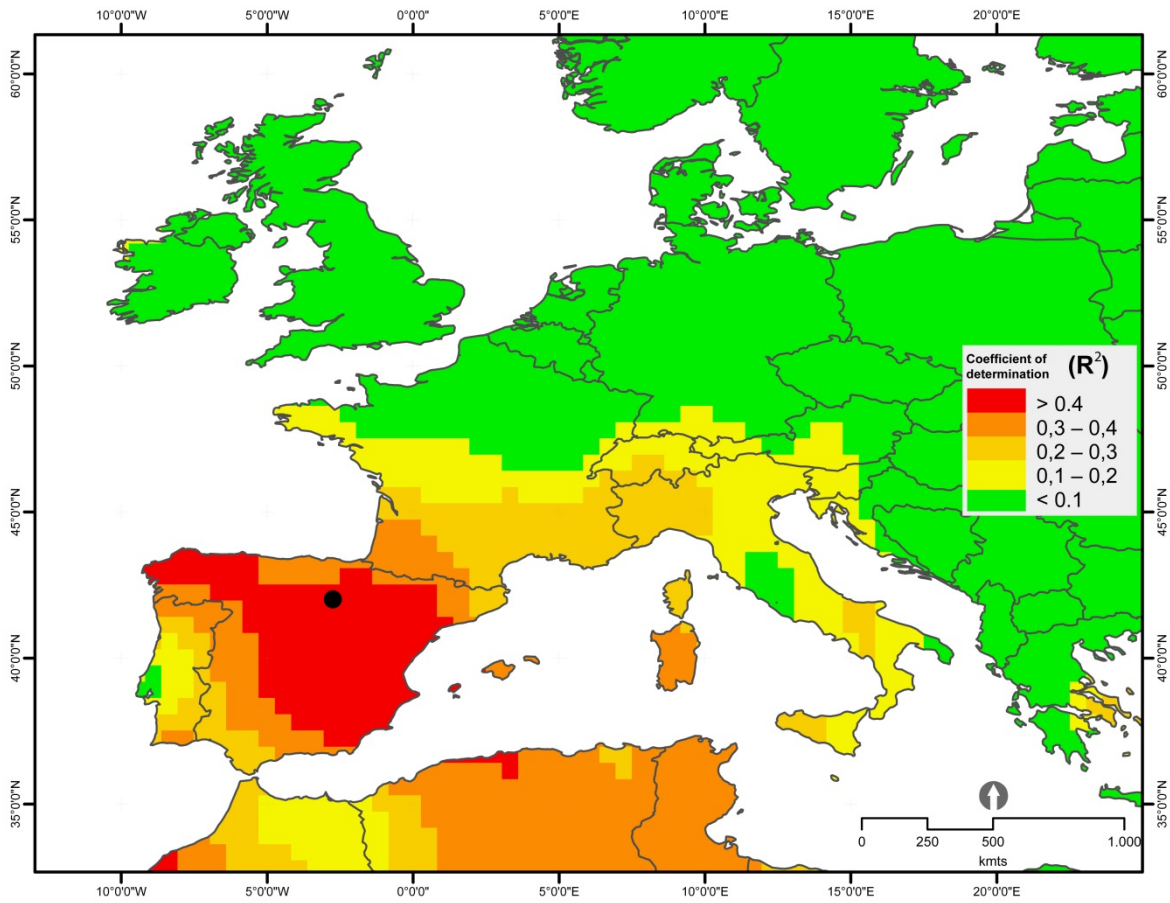 10°0'0"W 5°0'0"W 0°0'0" 5°0'0"E 10°0'0"E 15°0'0"E 20°0'0"E
60°0'0"N 60°0'0"N
55°0'0"N 55°0'0"N
50°0'0"N 50°0'0"N
Coefficient of
determination (R²)
> 0.4
0,3 – 0,4
0,2 – 0,3
0,1 – 0,2
< 0.1
45°0'0"N 45°0'0"N
40°0'0"N 40°0'0"N
35°0'0"N 35°0'0"N
0 250 500 1.000
kmts
10°0'0"W 5°0'0"W 0°0'0" 5°0'0"E 10°0'0"E 15°0'0"E 20°0'0"E